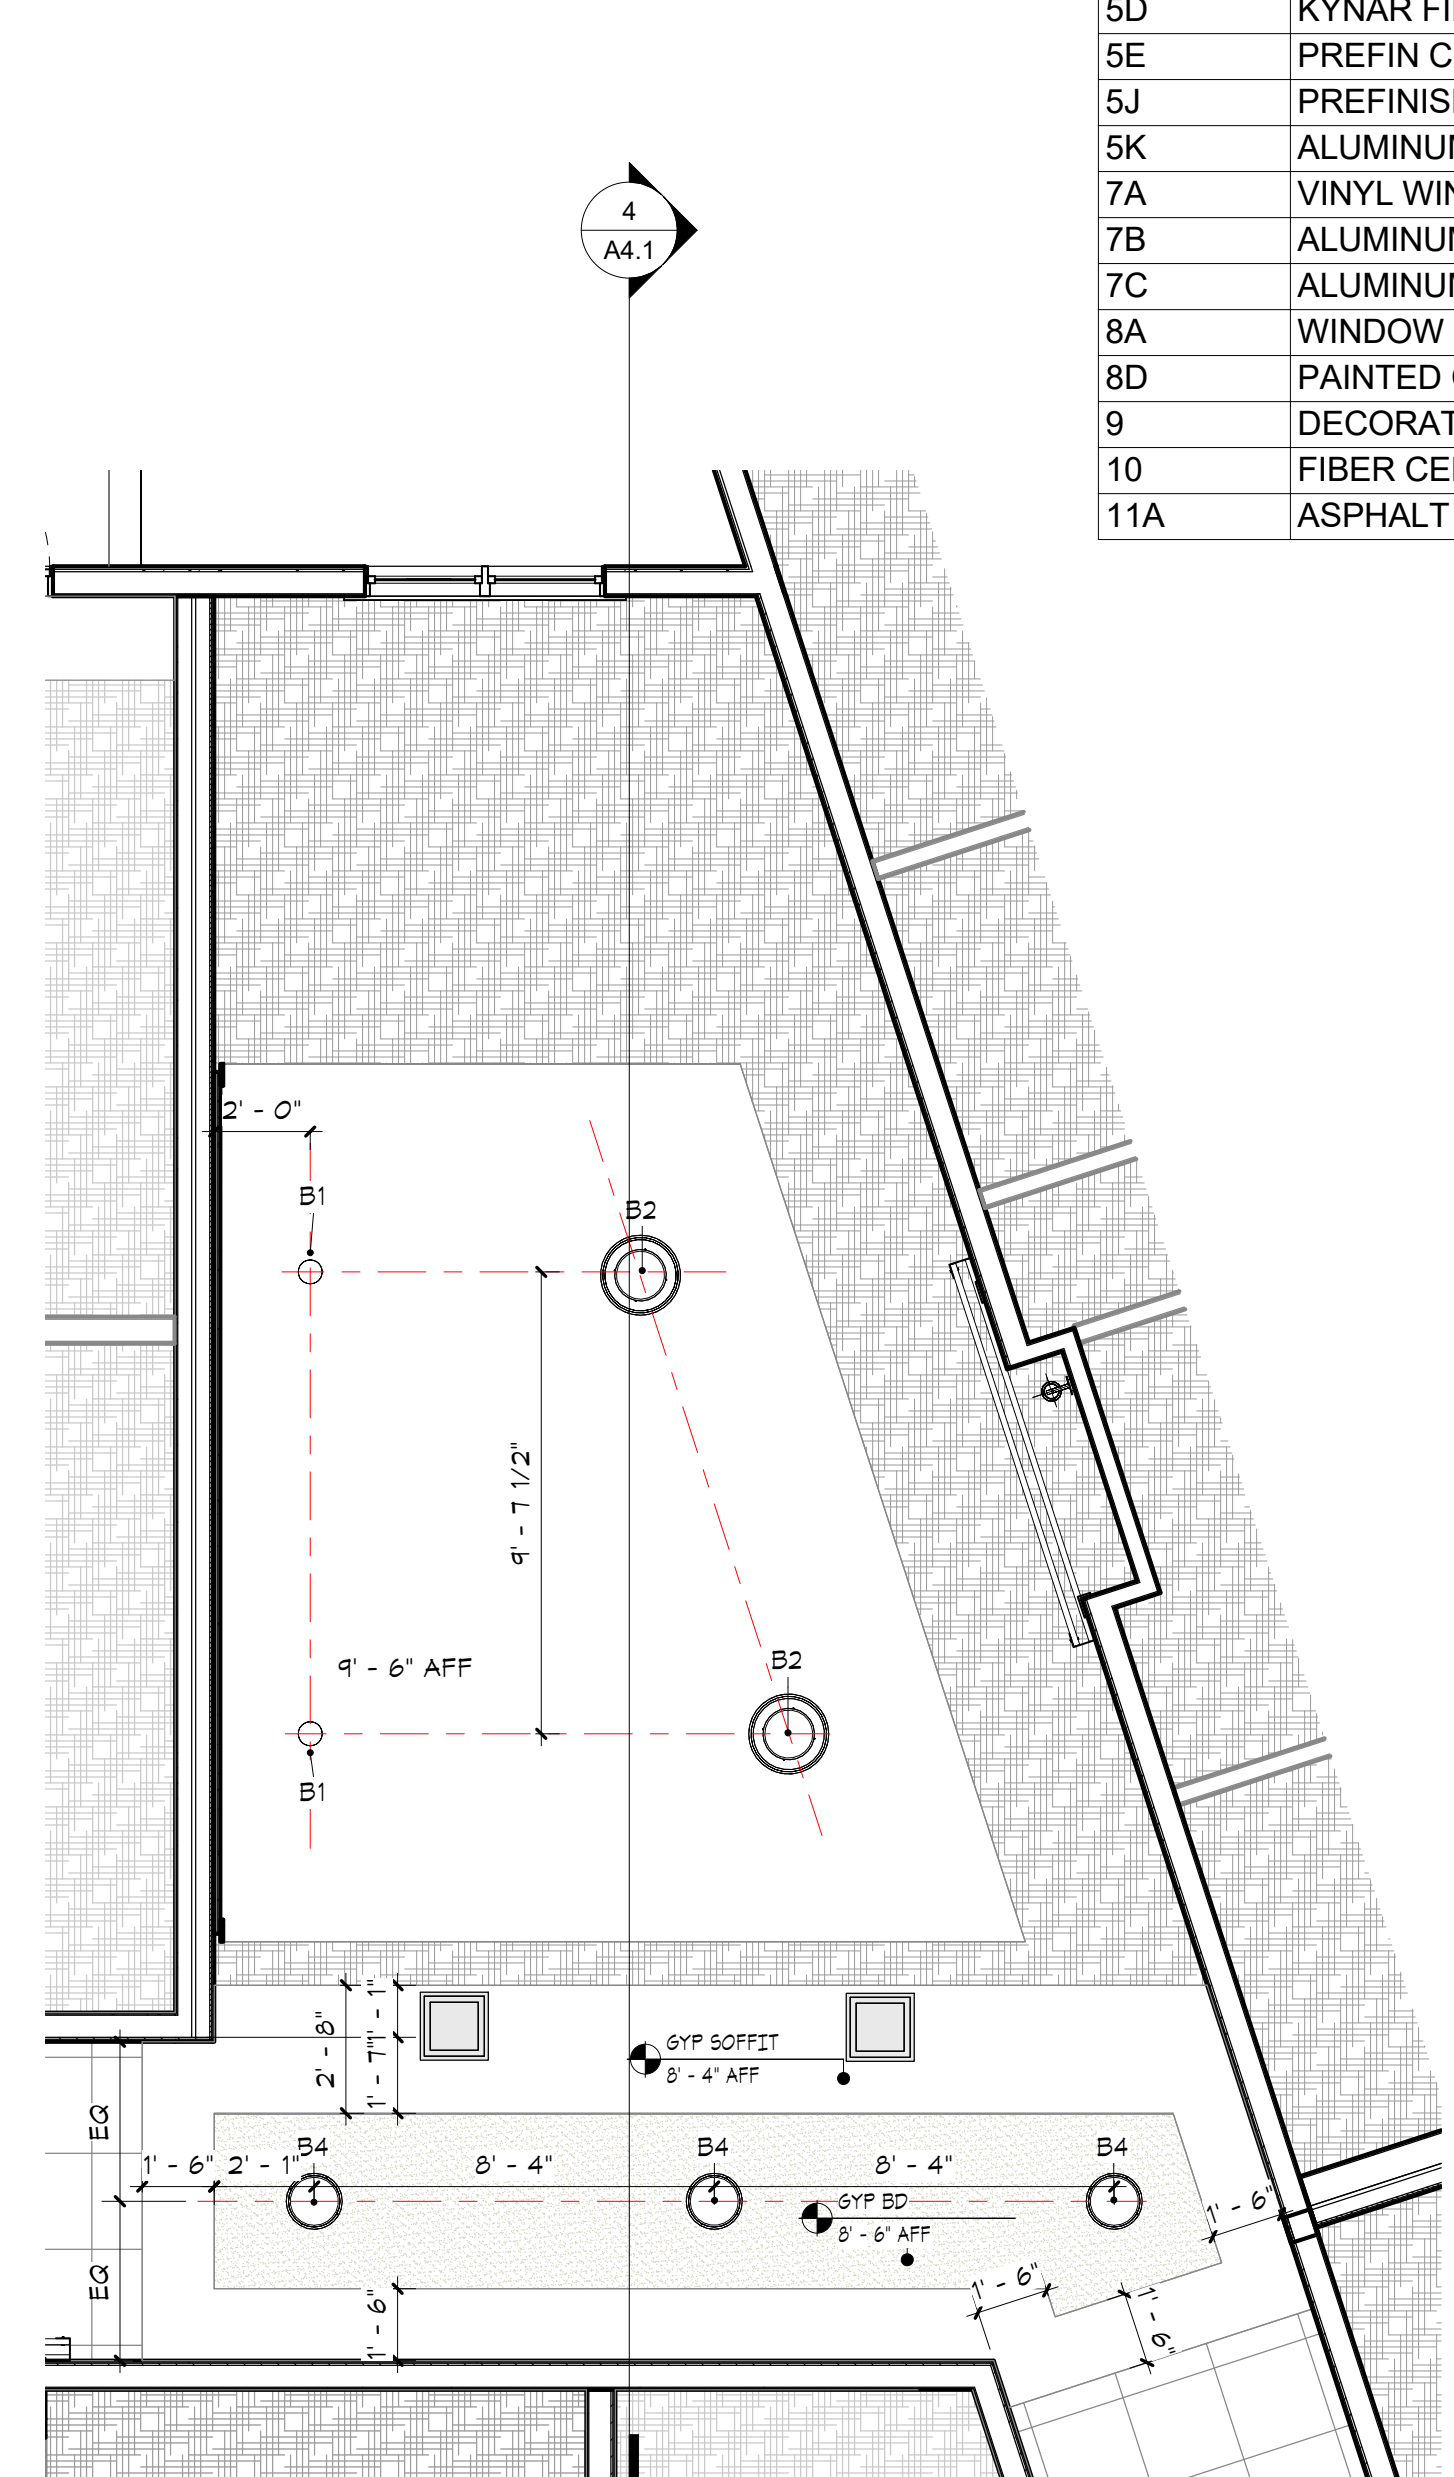 5D KYNAR FI
5E PREFIN C
5J PREFINIS
5K ALUMINU
7A VINYL WIN
7B ALUMINU
7C ALUMINU
8A WINDOW
8D PAINTED
9 DECORAT
10 FIBER CE
11A ASPHALT
4
A4.1
2' - 0"
B1
B2
9' - 7 1/2"
9' - 6" AFF
B2
B1
2' - 8"
1' - 1"
1' - 7"
GYP SOFFIT
8' - 4" AFF
EQ
1' - 6"
2' - 1"
B4
8' - 4"
B4
8' - 4"
B4
GYP BD
8' - 6" AFF
1' - 6"
EQ
1' - 6"
1' - 6"
1' - 6"